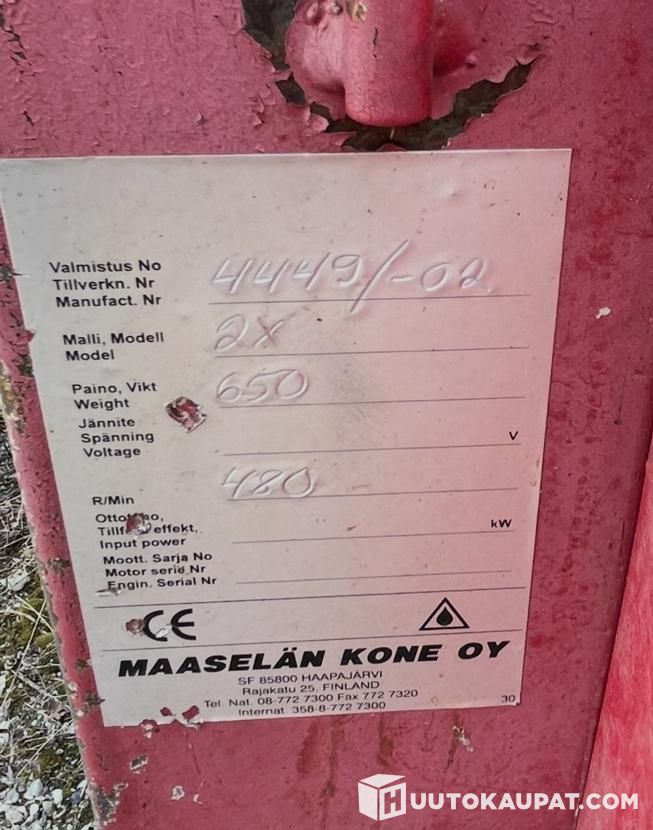 Valmistus No
Tillverkn. Nr
Manufact. Nr
4449/-02
Malli, Modell
Model
2X
Paino, Vikt
Weight
650
Jännite
Spänning
Voltage
V
R/Min
480
Input power
kW
Moott. Sarja No
Motor serie Nr
Engin. Serial Nr
CE
MAASELÄN KONE OY
SF 85800 HAAPAJÄRVI
Rajakatu 25, FINLAND
Tel. Nat. 08-772 7300 Fax 772 7320
Internat. 358-8-772 7300
30
HUUTOKAUPAT.COM